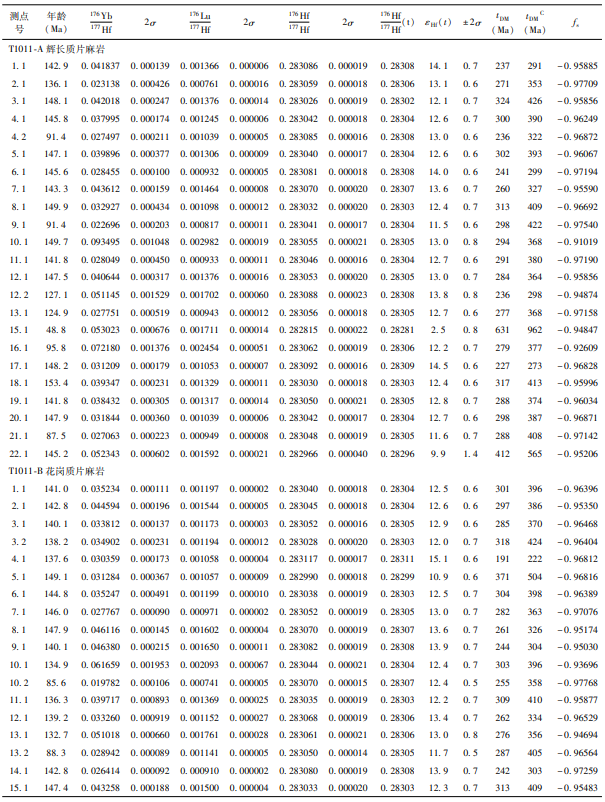 测点号 年龄(Ma) 176Yb/177Hf 2σ 176Lu/177Hf 2σ 176Hf/177Hf 2σ 176Hf/177Hf(t) εHf(t) ±2σ tDM(Ma) tDMC(Ma) fs
T1011-A 辉长质片麻岩
1.1 142.9 0.041837 0.000139 0.001366 0.000006 0.283086 0.000019 0.28308 14.1 0.7 237 291 -0.95885
2.1 136.1 0.023138 0.000426 0.000761 0.000016 0.283059 0.000018 0.28306 13.1 0.6 271 353 -0.97709
3.1 148.1 0.042018 0.000247 0.001376 0.000014 0.283026 0.000019 0.28302 12.1 0.7 324 426 -0.95856
4.1 145.8 0.037995 0.000174 0.001245 0.000006 0.283042 0.000018 0.28304 12.6 0.7 300 390 -0.96249
4.2 91.4 0.027497 0.000211 0.001039 0.000005 0.283085 0.000016 0.28308 13.0 0.6 236 322 -0.96872
5.1 147.1 0.039896 0.000377 0.001306 0.000009 0.283040 0.000017 0.28304 12.6 0.6 302 393 -0.96067
6.1 145.6 0.028455 0.000100 0.000932 0.000005 0.283081 0.000018 0.28308 14.0 0.6 241 299 -0.97194
7.1 143.3 0.043612 0.000159 0.001464 0.000008 0.283070 0.000020 0.28307 13.6 0.7 260 327 -0.95590
8.1 149.9 0.032927 0.000434 0.001098 0.000012 0.283032 0.000020 0.28303 12.4 0.7 313 409 -0.96692
9.1 91.4 0.022696 0.000203 0.000817 0.000011 0.283041 0.000017 0.28304 11.5 0.6 298 422 -0.97540
10.1 149.7 0.093495 0.001048 0.002982 0.000019 0.283055 0.000021 0.28305 13.0 0.8 294 368 -0.91019
11.1 141.8 0.028049 0.000450 0.000933 0.000011 0.283046 0.000016 0.28304 12.7 0.6 291 380 -0.97190
12.1 147.5 0.040644 0.000317 0.001376 0.000016 0.283053 0.000020 0.28305 13.0 0.7 284 364 -0.95856
12.2 127.1 0.051145 0.001529 0.001702 0.000060 0.283088 0.000023 0.28308 13.8 0.8 236 298 -0.94874
13.1 124.9 0.027751 0.000519 0.000943 0.000012 0.283056 0.000018 0.28305 12.7 0.6 277 368 -0.97158
15.1 48.8 0.053023 0.000676 0.001711 0.000014 0.282815 0.000022 0.28281 2.5 0.8 631 962 -0.94847
16.1 95.8 0.072180 0.001376 0.002454 0.000051 0.283062 0.000019 0.28306 12.2 0.7 279 377 -0.92609
17.1 148.2 0.031209 0.000179 0.001053 0.000007 0.283092 0.000016 0.28309 14.5 0.6 227 273 -0.96828
18.1 153.4 0.039347 0.000231 0.001329 0.000011 0.283030 0.000018 0.28303 12.4 0.6 317 413 -0.95996
19.1 141.8 0.038432 0.000305 0.001317 0.000014 0.283050 0.000021 0.28305 12.8 0.7 288 374 -0.96034
20.1 147.9 0.031844 0.000360 0.001039 0.000006 0.283042 0.000017 0.28304 12.7 0.6 298 387 -0.96871
21.1 87.5 0.027063 0.000223 0.000949 0.000008 0.283048 0.000019 0.28305 11.6 0.7 288 408 -0.97142
22.1 145.2 0.052343 0.000602 0.001592 0.000021 0.282966 0.000040 0.28296 9.9 1.4 412 565 -0.95206
T1011-B 花岗质片麻岩
1.1 141.0 0.035234 0.000111 0.001197 0.000002 0.283040 0.000018 0.28304 12.5 0.6 301 396 -0.96396
2.1 142.8 0.044594 0.000196 0.001544 0.000005 0.283045 0.000018 0.28304 12.6 0.6 297 386 -0.95350
3.1 140.1 0.033812 0.000137 0.001173 0.000003 0.283052 0.000016 0.28305 12.9 0.6 285 370 -0.96468
3.2 138.2 0.034902 0.000231 0.001194 0.000012 0.283028 0.000020 0.28303 12.0 0.7 318 424 -0.96404
4.1 137.6 0.030359 0.000173 0.001058 0.000004 0.283117 0.000017 0.28311 15.1 0.6 191 222 -0.96812
5.1 149.1 0.031284 0.000367 0.001057 0.000009 0.282990 0.000018 0.28299 10.9 0.6 371 504 -0.96816
6.1 144.8 0.035247 0.000491 0.001199 0.000010 0.283038 0.000019 0.28303 12.5 0.7 304 398 -0.96389
7.1 146.0 0.027767 0.000090 0.000971 0.000002 0.283052 0.000019 0.28305 13.0 0.7 282 363 -0.97076
8.1 147.9 0.046116 0.000145 0.001602 0.000004 0.283070 0.000019 0.28307 13.6 0.7 261 326 -0.95174
9.1 140.1 0.046380 0.000215 0.001650 0.000011 0.283082 0.000019 0.28308 13.9 0.7 244 304 -0.95030
10.1 134.9 0.061659 0.001953 0.002093 0.000067 0.283044 0.000021 0.28304 12.4 0.7 303 396 -0.93696
10.2 85.6 0.019782 0.000106 0.000741 0.000005 0.283070 0.000015 0.28307 12.4 0.5 255 358 -0.97768
11.1 136.3 0.039717 0.000893 0.001369 0.000025 0.283035 0.000019 0.28303 12.2 0.7 309 410 -0.95877
12.1 139.2 0.033260 0.000919 0.001152 0.000027 0.283068 0.000019 0.28306 13.4 0.7 262 334 -0.96529
13.1 132.7 0.051018 0.000660 0.001761 0.000028 0.283061 0.000021 0.28306 13.0 0.8 276 356 -0.94694
13.2 88.3 0.028942 0.000089 0.001141 0.000005 0.283050 0.000014 0.28305 11.7 0.5 287 405 -0.96564
14.1 142.8 0.026414 0.000092 0.000910 0.000002 0.283080 0.000019 0.28308 13.9 0.7 242 303 -0.97259
15.1 147.4 0.043258 0.000188 0.001500 0.000004 0.283033 0.000020 0.28303 12.3 0.7 313 409 -0.95483